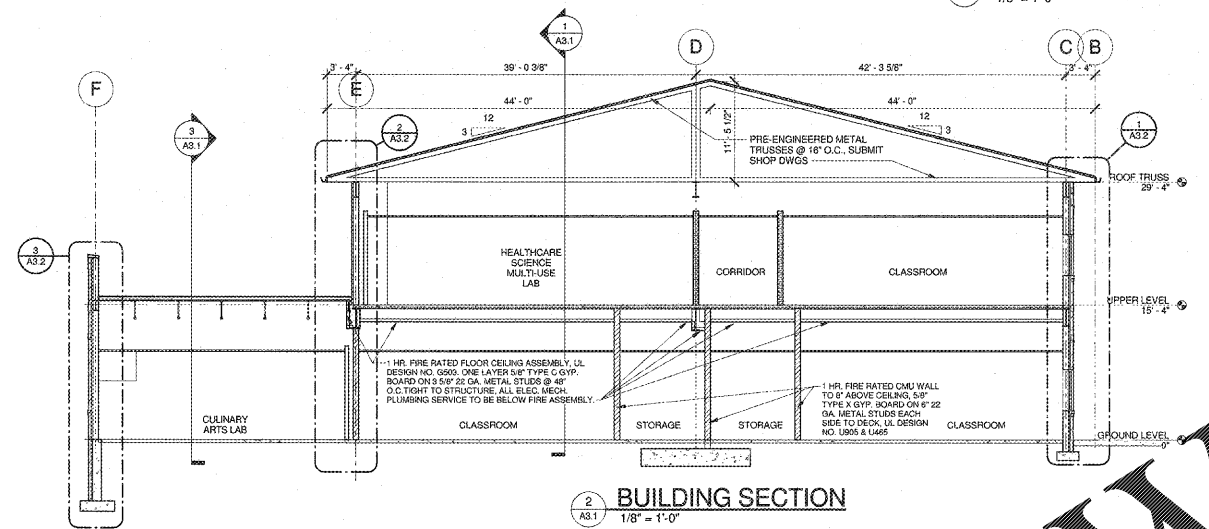 1/8" = 1'-0"
1
A3.1
D
C
B
F
E
3' - 4"
39' - 0 3/8"
42' - 3 5/8"
3' - 4"
44' - 0"
44' - 0"
3
A3.1
2
A3.2
12
3
11' - 5 1/2"
12
3
1
A3.2
PRE-ENGINEERED METAL
TRUSSES @ 16" O.C., SUBMIT
SHOP DWGS
ROOF TRUSS
29' - 4"
3
A3.2
HEALTHCARE
SCIENCE
MULTI-USE
LAB
CORRIDOR
CLASSROOM
UPPER LEVEL
15' - 4"
1 HR. FIRE RATED FLOOR CEILING ASSEMBLY, UL
DESIGN NO. G503. ONE LAYER 5/8" TYPE C GYP.
BOARD ON 3 5/8" 22 GA. METAL STUDS @ 48"
O.C.TIGHT TO STRUCTURE, ALL ELEC. MECH.
PLUMBING SERVICE TO BE BELOW FIRE ASSEMBLY.
1 HR. FIRE RATED CMU WALL
TO 8" ABOVE CEILING, 5/8"
TYPE X GYP. BOARD ON 6" 22
GA. METAL STUDS EACH
SIDE TO DECK, UL DESIGN
NO. U905 & U465
CULINARY
ARTS LAB
CLASSROOM
STORAGE
STORAGE
CLASSROOM
GROUND LEVEL
0"
2
A3.1
BUILDING SECTION
1/8" = 1'-0"